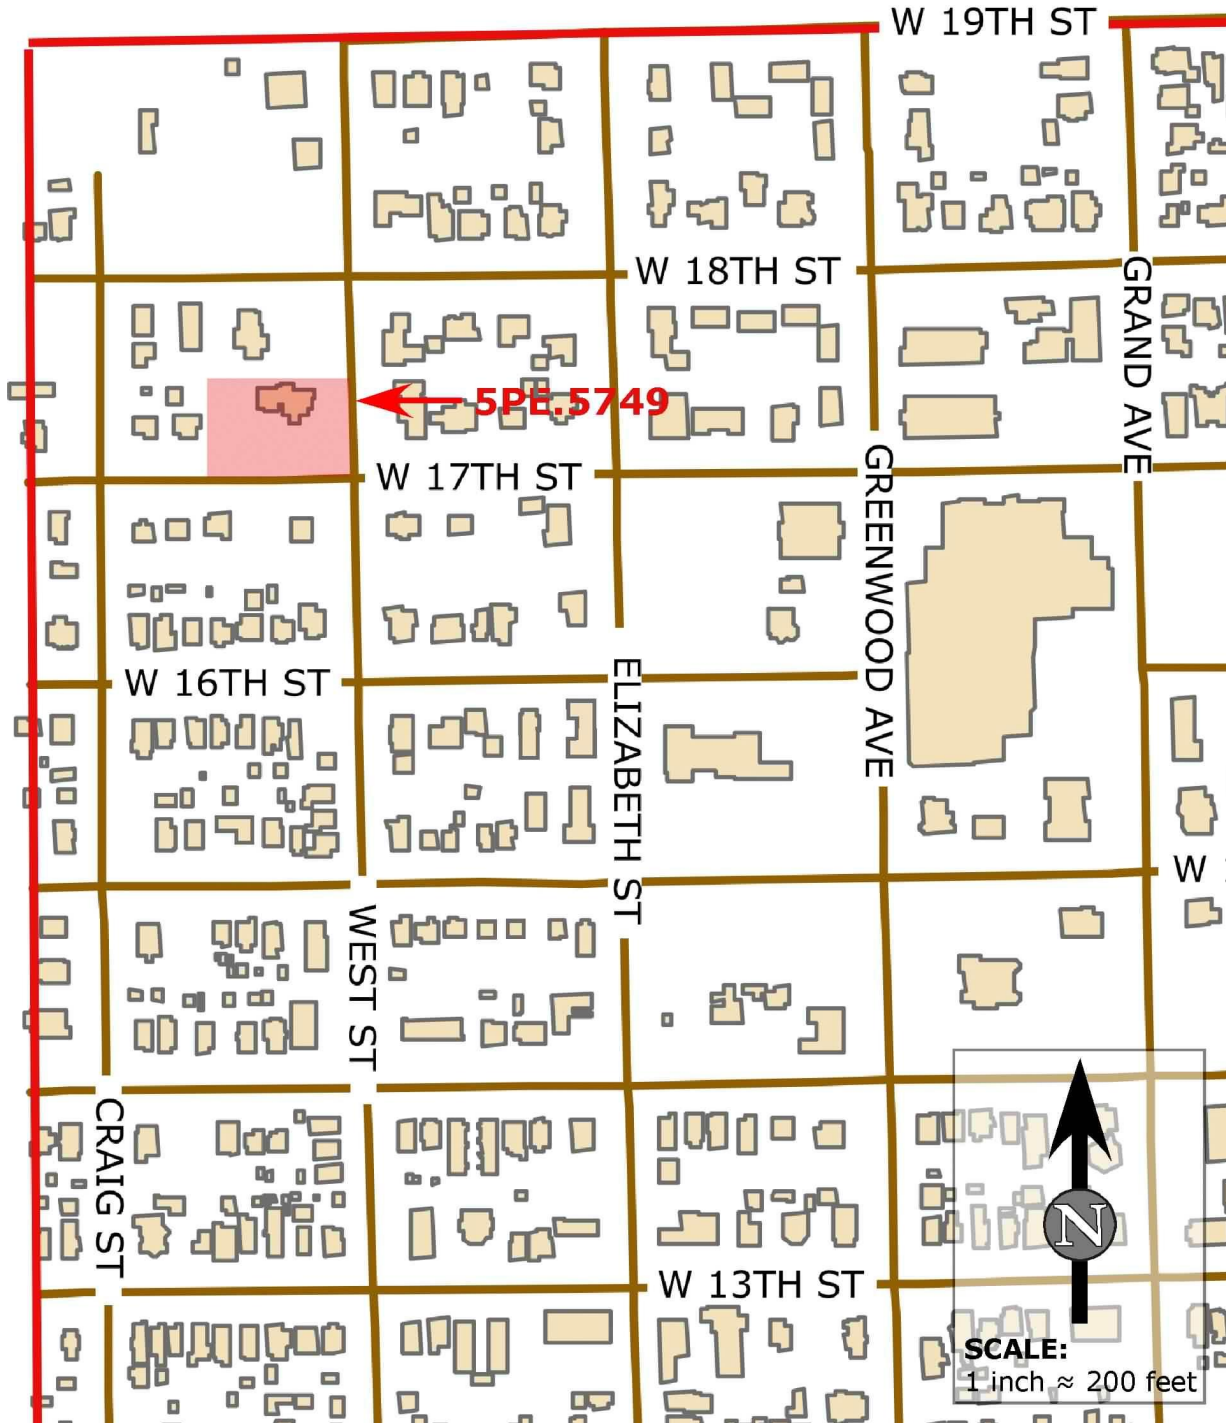 W 19TH ST
W 18TH ST
GRAND AVE
5PE.5749
W 17TH ST
GREENWOOD AVE
W 16TH ST
ELIZABETH ST
W
WEST ST
CRAIG ST
N
W 13TH ST
SCALE:
1 inch ≈ 200 feet